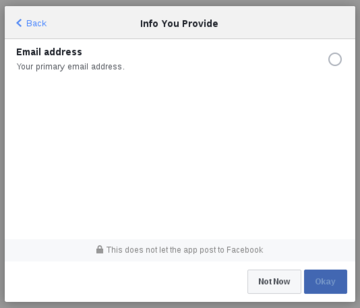 Back
Info You Provide
Email address
Your primary email address.
This does not let the app post to Facebook
Not Now
Okay